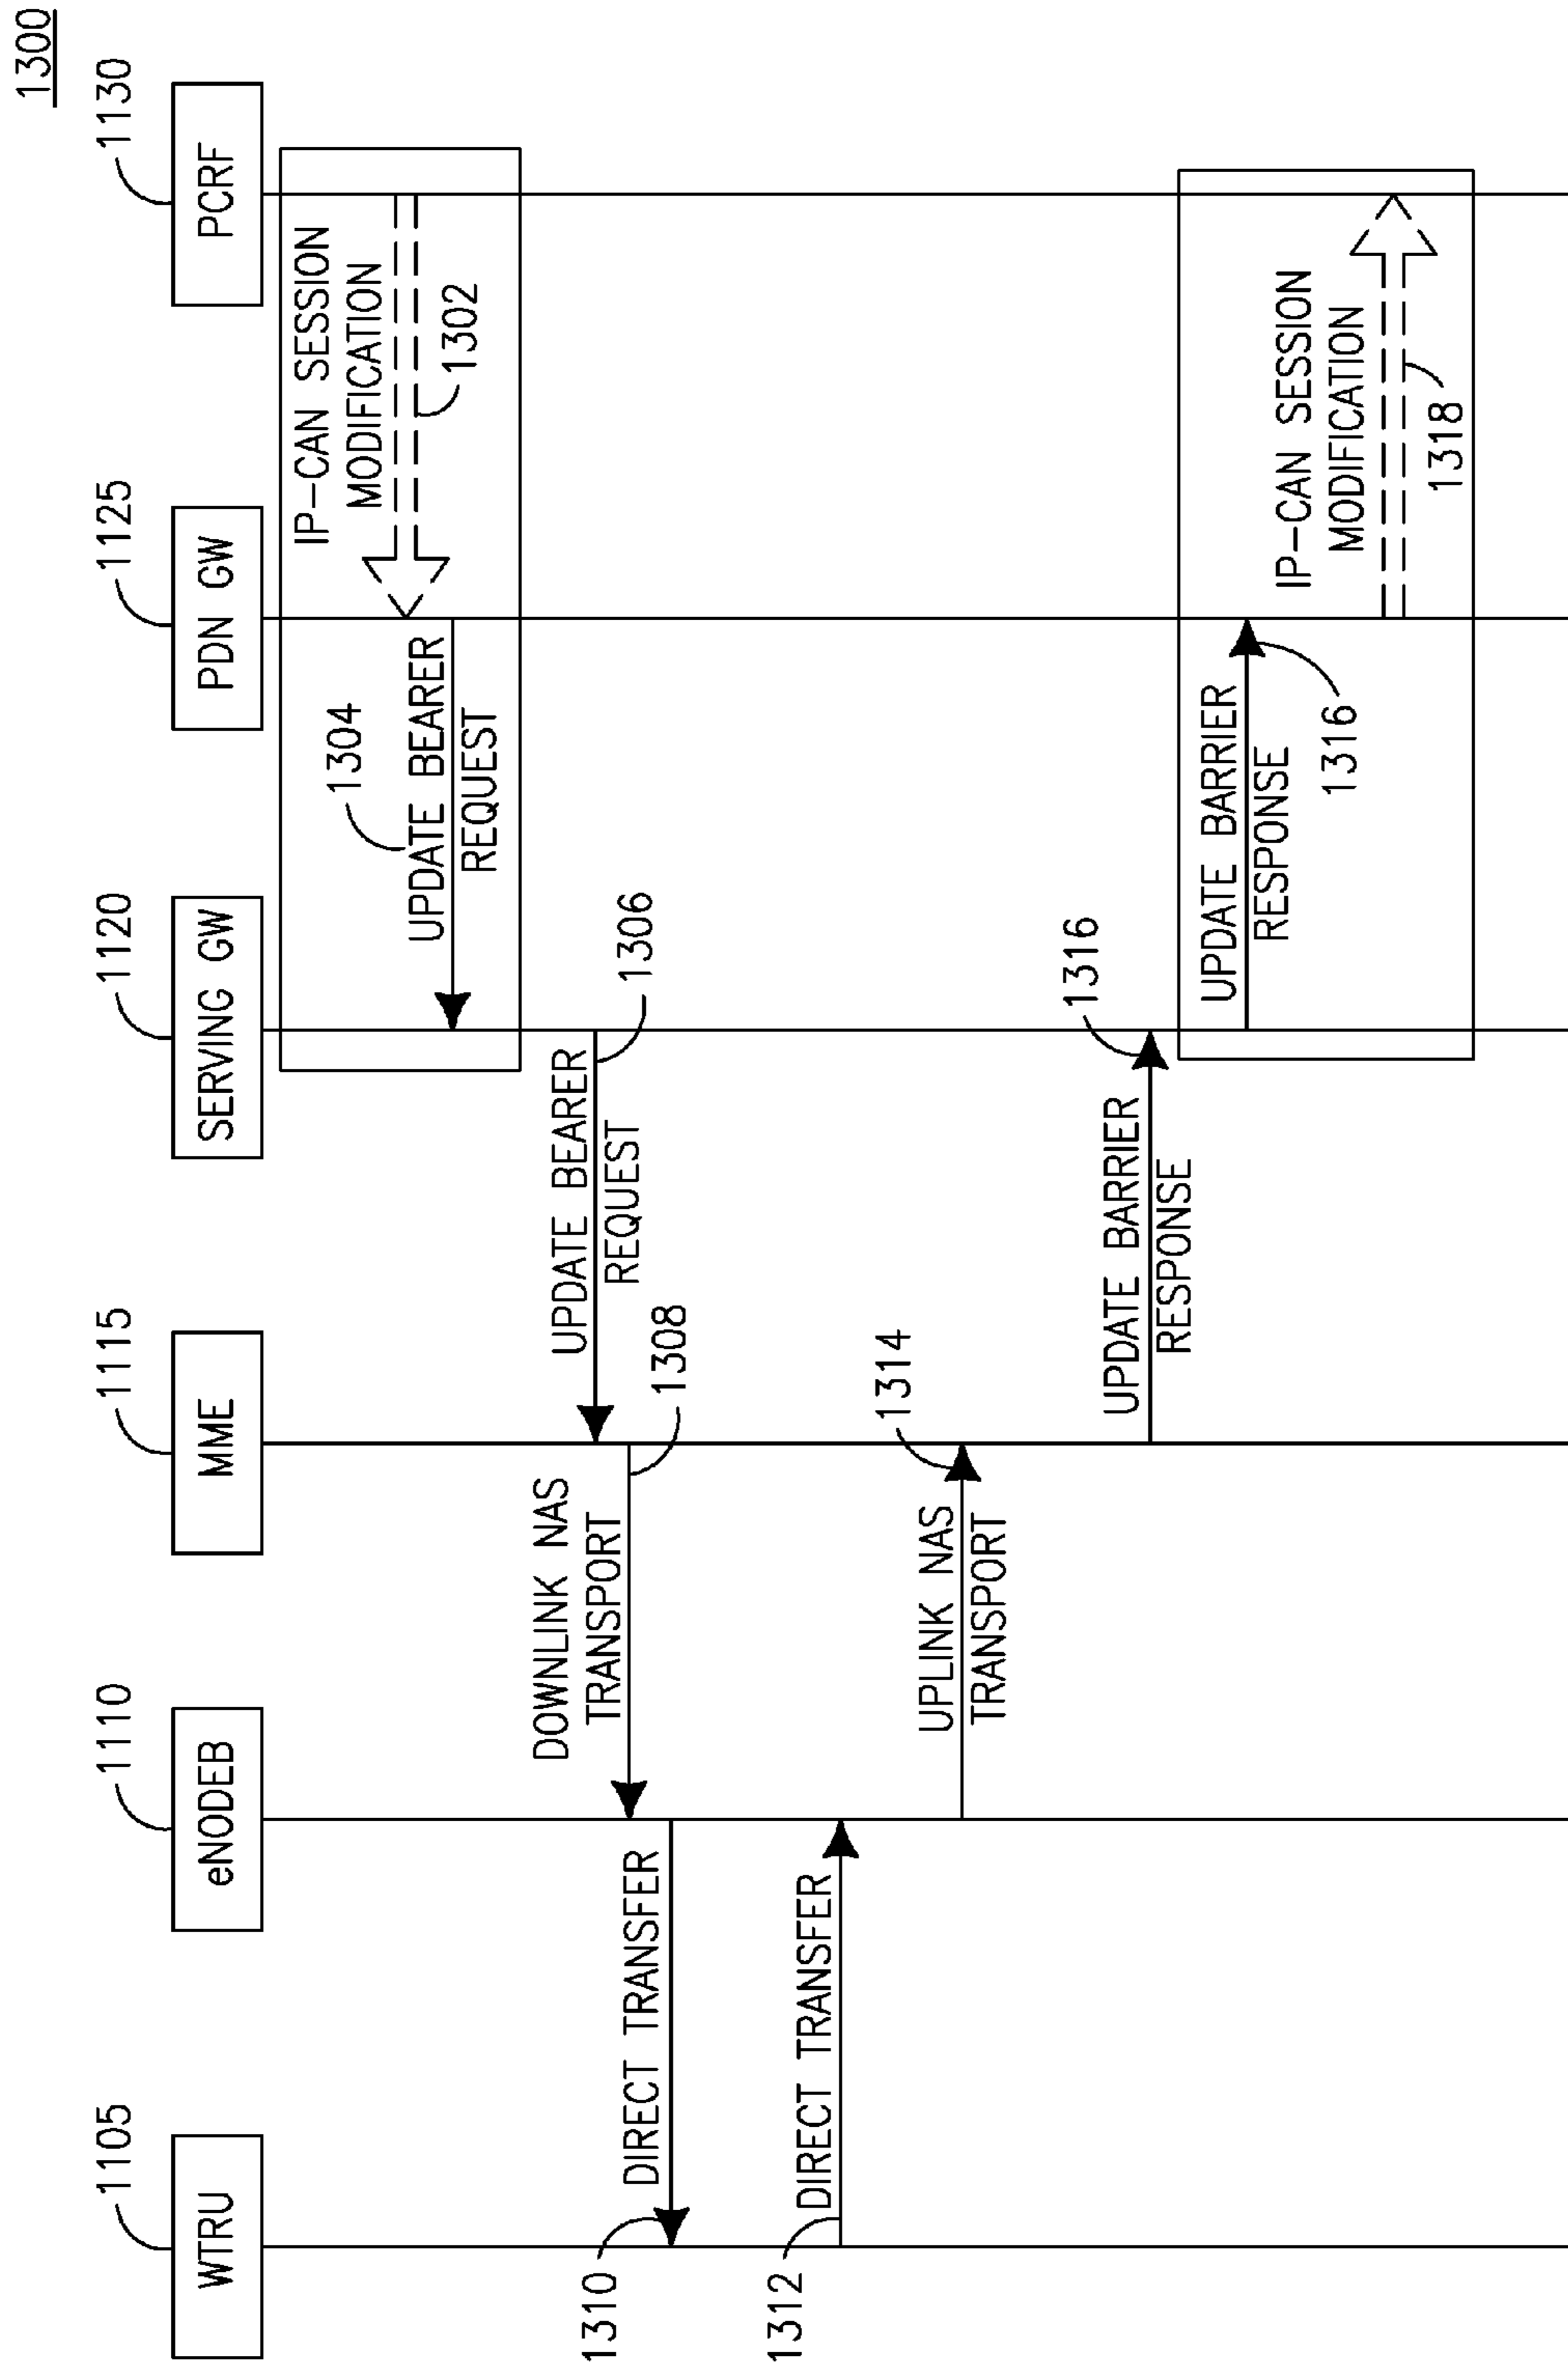 1300
1105
1110
1115
1120
1125
1130
WTRU
eNODEB
MME
SERVING GW
PDN GW
PCRF
IP-CAN SESSION
MODIFICATION
1302
1304
UPDATE BEARER
REQUEST
UPDATE BEARER
REQUEST
1306
DOWNLINK NAS
TRANSPORT
1308
1310
DIRECT TRANSFER
1312
DIRECT TRANSFER
1314
UPLINK NAS
TRANSPORT
1316
UPDATE BARRIER
RESPONSE
UPDATE BARRIER
RESPONSE
1316
IP-CAN SESSION
MODIFICATION
1318